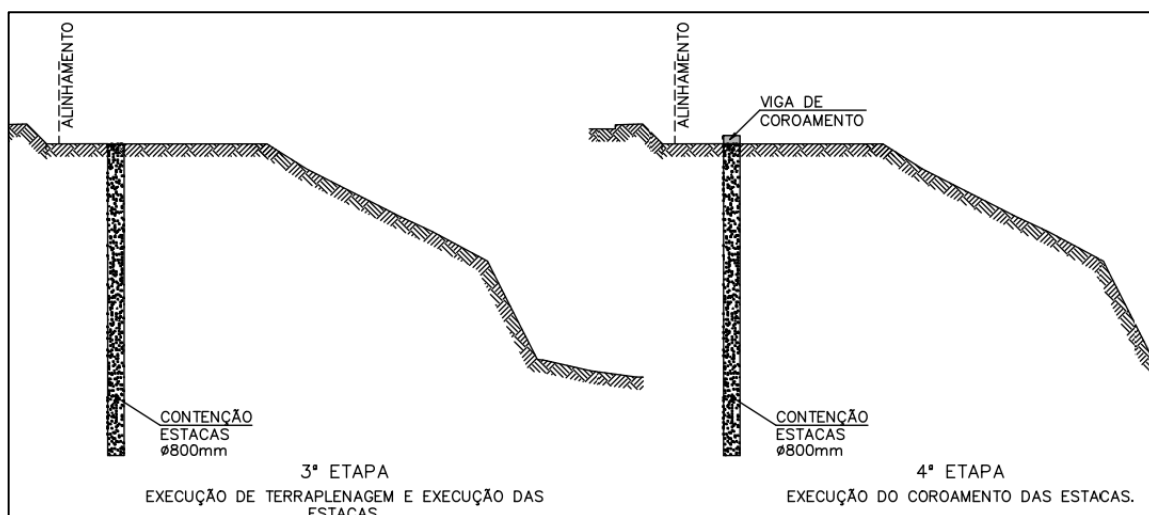 ALINHAMENTO
CONTENÇÃO
ESTACAS
ø800mm
3ª ETAPA
EXECUÇÃO DE TERRAPLENAGEM E EXECUÇÃO DAS
ESTACAS
ALINHAMENTO
VIGA DE
COROAMENTO
CONTENÇÃO
ESTACAS
ø800mm
4ª ETAPA
EXECUÇÃO DO COROAMENTO DAS ESTACAS.